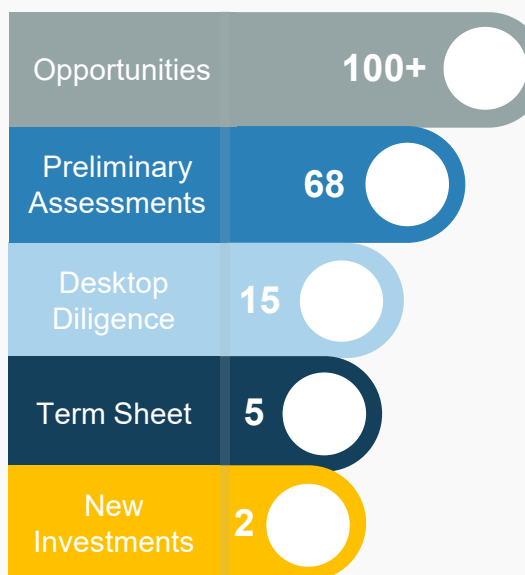 Opportunities 100+
Preliminary
Assessments
68
Desktop
Diligence
15
Term Sheet 5
New
Investments
2